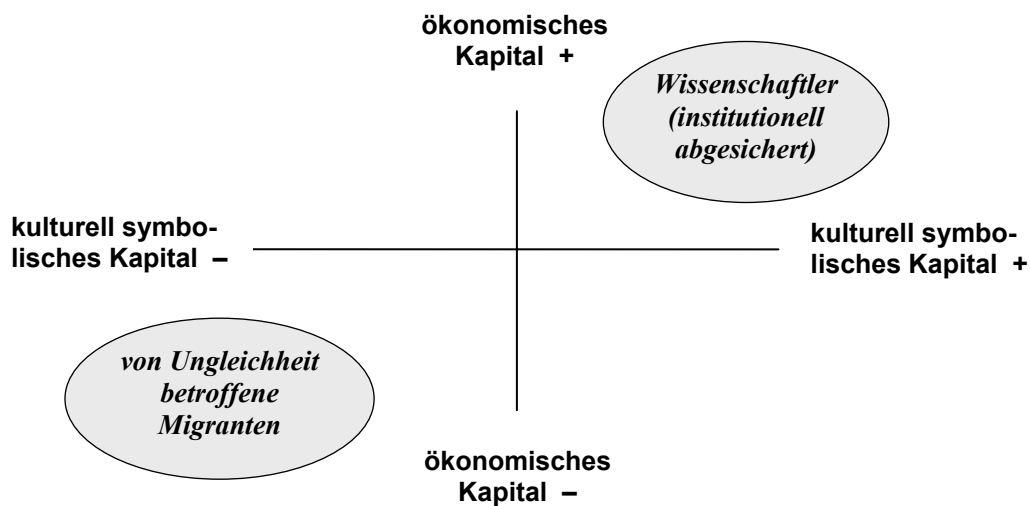 ökonomisches
Kapital +
Wissenschaftler
(institutionell
abgesichert)
kulturell symbo-
lisches Kapital –
kulturell symbo-
lisches Kapital +
von Ungleichheit
betroffene
Migranten
ökonomisches
Kapital –